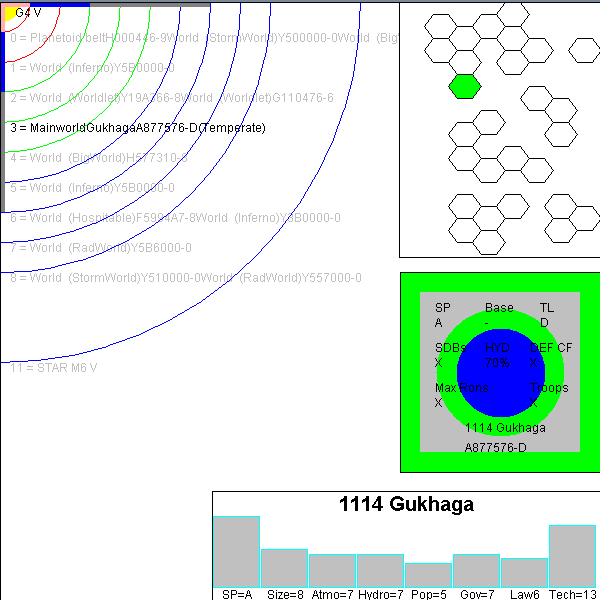 G4 V
0 = Planetoid beltH000446-9World (StormWorld)Y500000-0World (Big
1 = World (Inferno)Y5B0000-0
2 = World (Worldlet)Y19A366-8World (Worldlet)G110476-6
3 = MainworldGukhagaA877576-D(Temperate)
4 = World (BigWorld)H577310-8
5 = World (Inferno)Y5B0000-0
6 = World (Hospitable)F5994A7-8World (Inferno)Y3B0000-0
7 = World (RadWorld)Y5B6000-0
8 = World (StormWorld)Y510000-0World (RadWorld)Y557000-0
11 = STAR M6 V
SP Base TL
A - D
SDBs HYD DEF CF
X 70% X
Max Troops
X X
1114 Gukhaga
A877576-D
1114 Gukhaga
SP=A Size=8 Atmo=7 Hydro=7 Pop=5 Gov=7 Law6 Tech=13